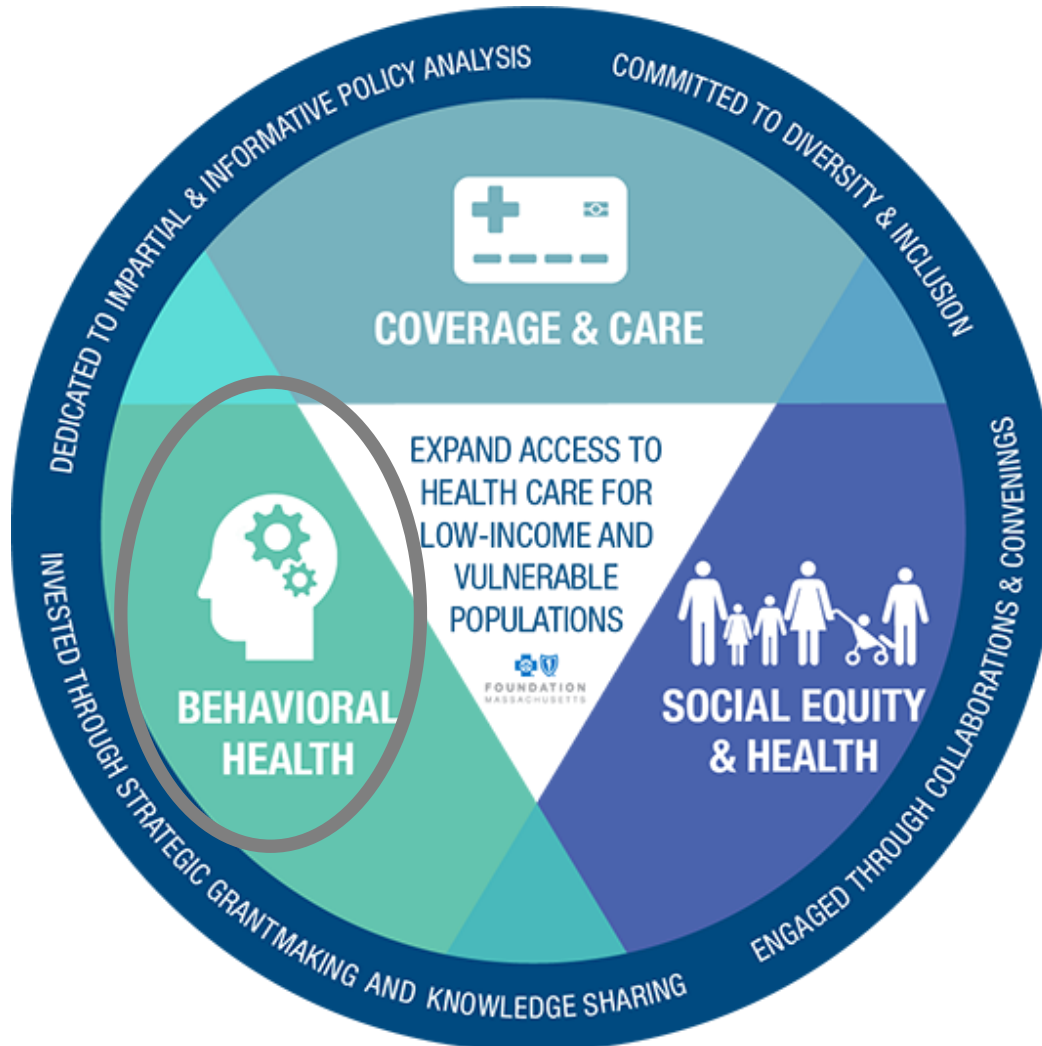 DEDICATED TO IMPARTIAL & INFORMATIVE POLICY ANALYSIS
COMMITTED TO DIVERSITY & INCLUSION
COVERAGE & CARE
EXPAND ACCESS TO
HEALTH CARE FOR
LOW-INCOME AND
VULNERABLE
POPULATIONS
FOUNDATION
MASSACHUSETTS
BEHAVIORAL
HEALTH
SOCIAL EQUITY
& HEALTH
INVESTED THROUGH STRATEGIC GRANTMAKING AND KNOWLEDGE SHARING
ENGAGED THROUGH COLLABORATIONS & CONVENINGS